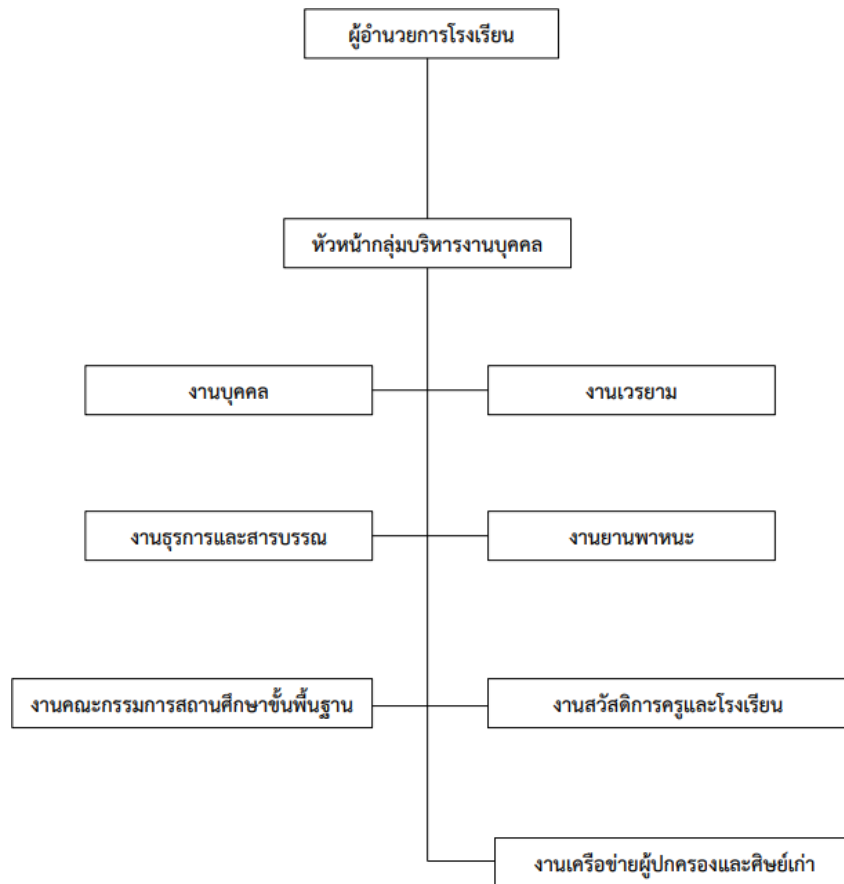 ผู้อำนวยการโรงเรียน
หัวหน้ากลุ่มบริหารงานบุคคล
งานบุคคล
งานเวรยาม
งานธุรการและสารบรรณ
งานยานพาหนะ
งานคณะกรรมการสถานศึกษาขั้นพื้นฐาน
งานสวัสดิการครูและโรงเรียน
งานเครือข่ายผู้ปกครองและศิษย์เก่า